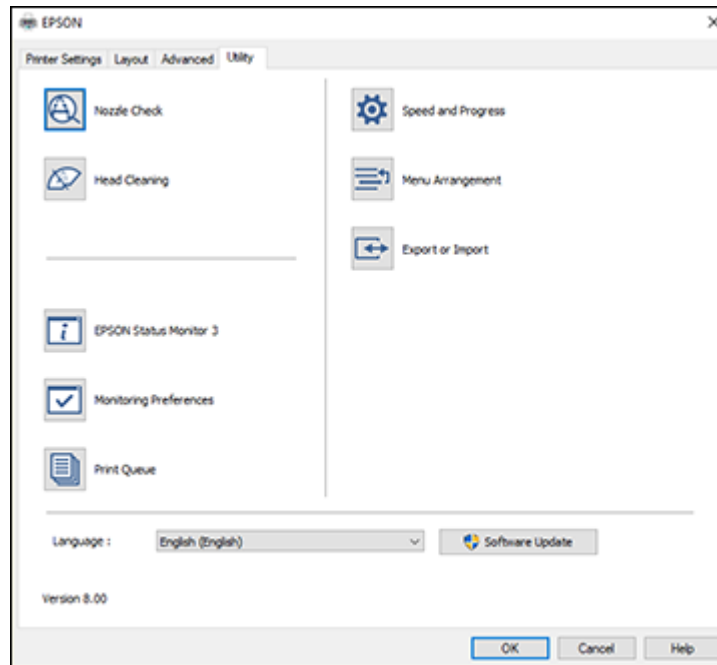 EPSON
Printer Settings Layout Advanced Utility
Nozzle Check
Speed and Progress
Head Cleaning
Menu Arrangement
Export or Import
EPSON Status Monitor 3
Monitoring Preferences
Print Queue
Language : English (English) Software Update
Version 8.00
OK Cancel Help